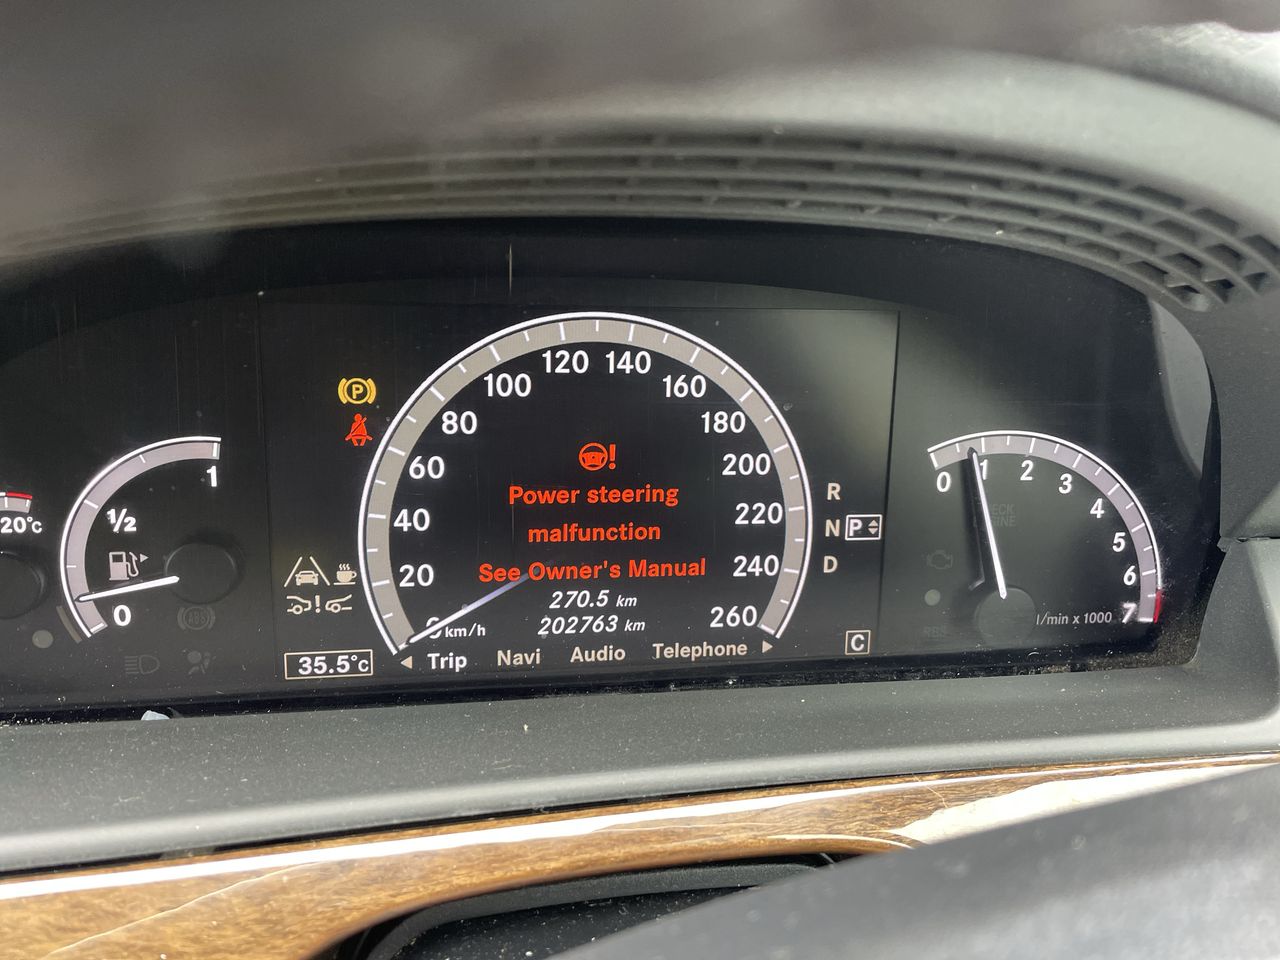 120 140
100 160
80 180
60 200
40 220
20 240
260
km/h
P
Power steering
malfunction
See Owner's Manual
270.5 km
202763 km
Trip Navi Audio Telephone
35.5°C
R
N P
D
C
20°C
1
1/2
0
ABS
0 1 2 3 4 5 6 7
l/min x 1000